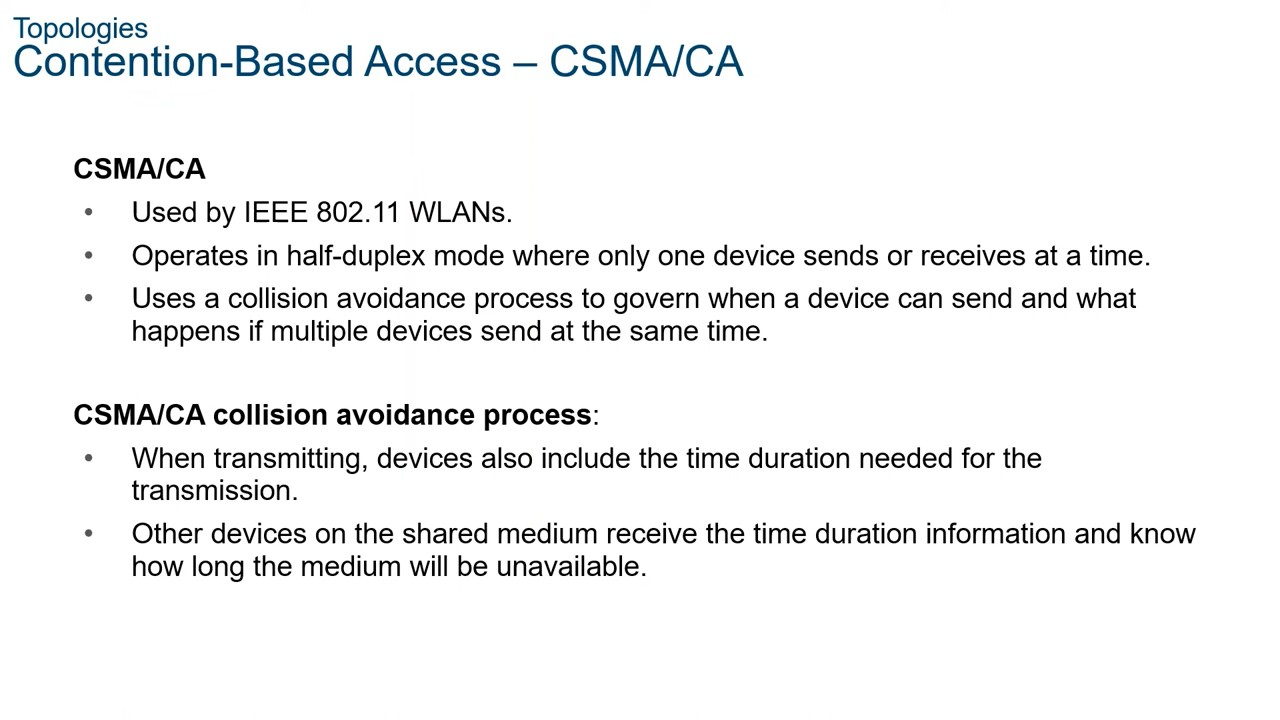 Topologies
Contention-Based Access – CSMA/CA
CSMA/CA
• Used by IEEE 802.11 WLANs.
• Operates in half-duplex mode where only one device sends or receives at a time.
• Uses a collision avoidance process to govern when a device can send and what
happens if multiple devices send at the same time.
CSMA/CA collision avoidance process:
• When transmitting, devices also include the time duration needed for the
transmission.
• Other devices on the shared medium receive the time duration information and know
how long the medium will be unavailable.